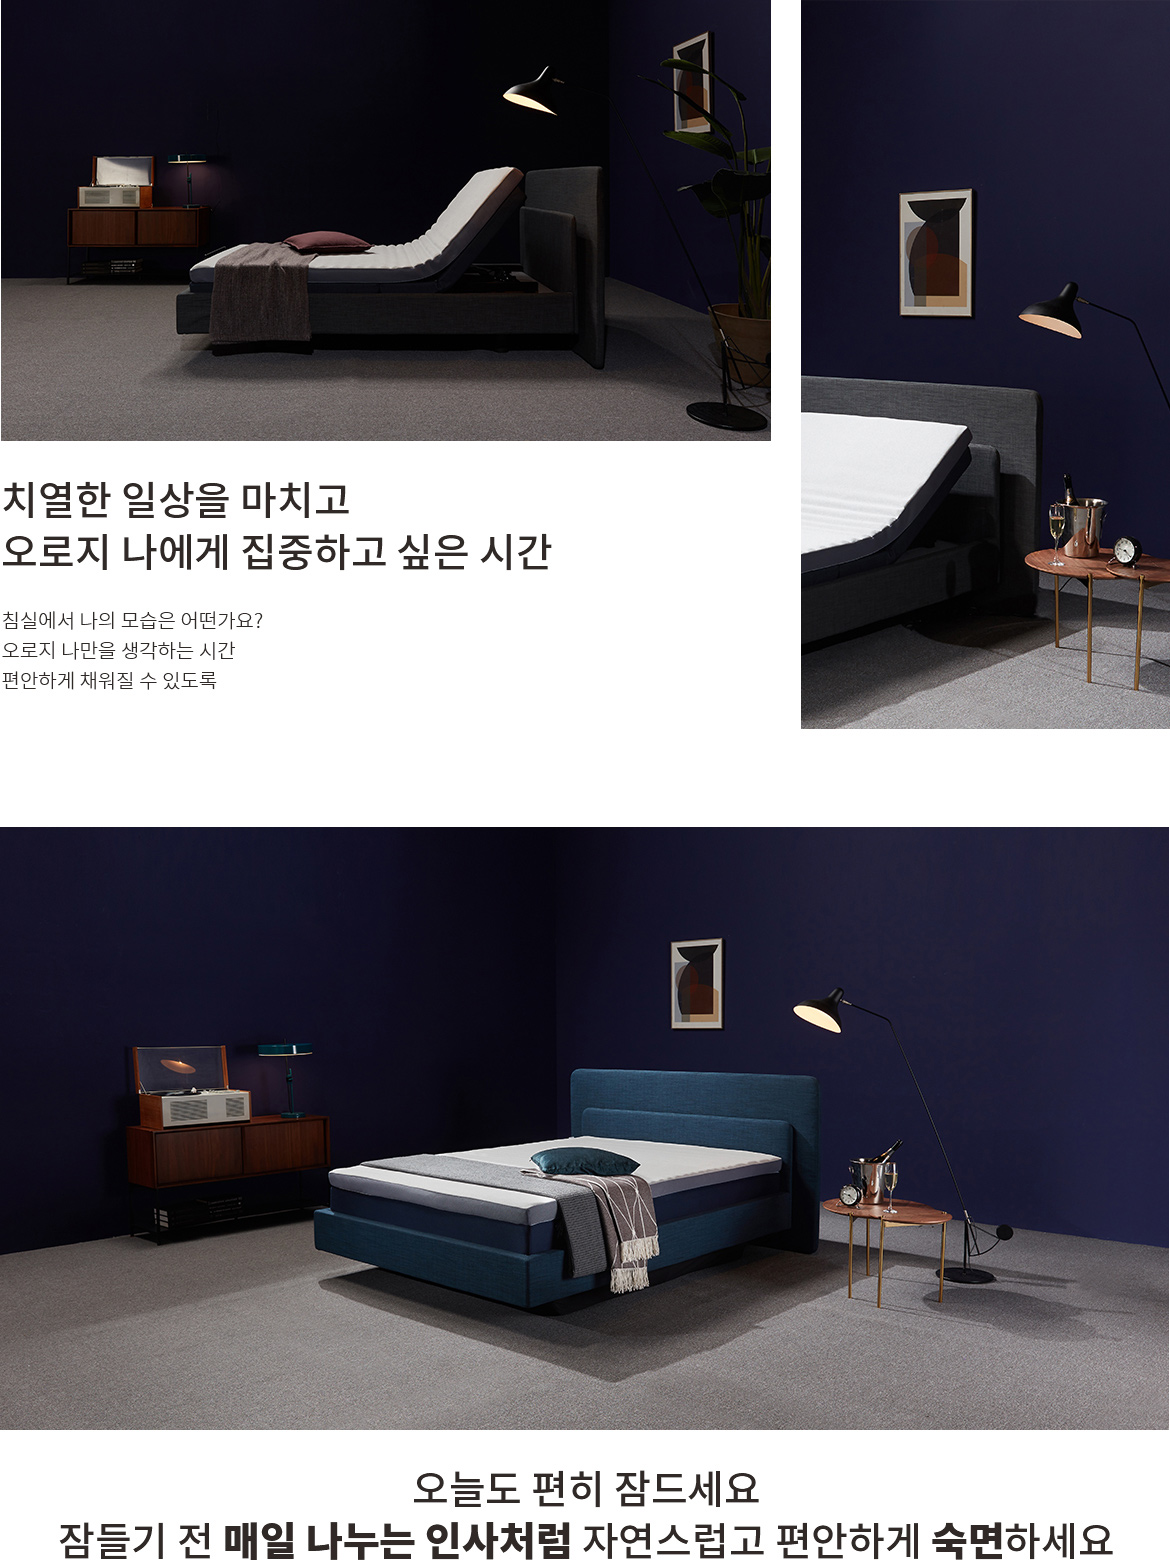 치열한 일상을 마치고
오로지 나에게 집중하고 싶은 시간
침실에서 나의 모습은 어떤가요?
오로지 나만을 생각하는 시간
편안하게 채워질 수 있도록
오늘도 편히 잠드세요
잠들기 전 매일 나누는 인사처럼 자연스럽고 편안하게 숙면하세요